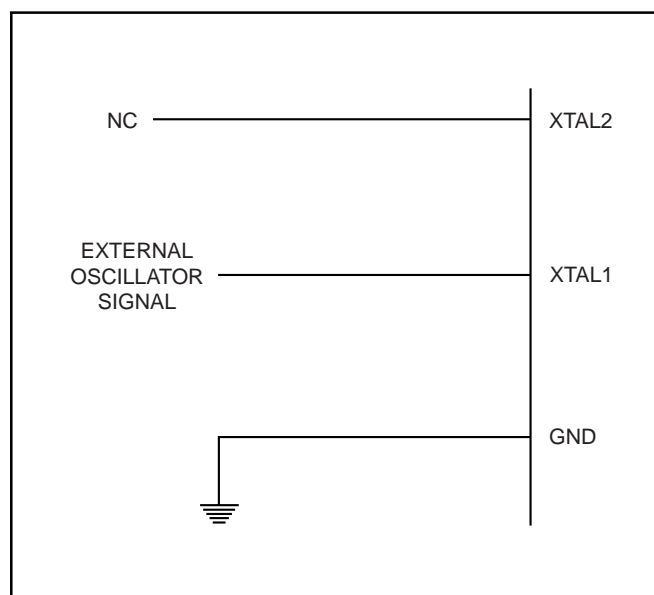 NC
XTAL2
EXTERNAL
OSCILLATOR
SIGNAL
XTAL1
GND